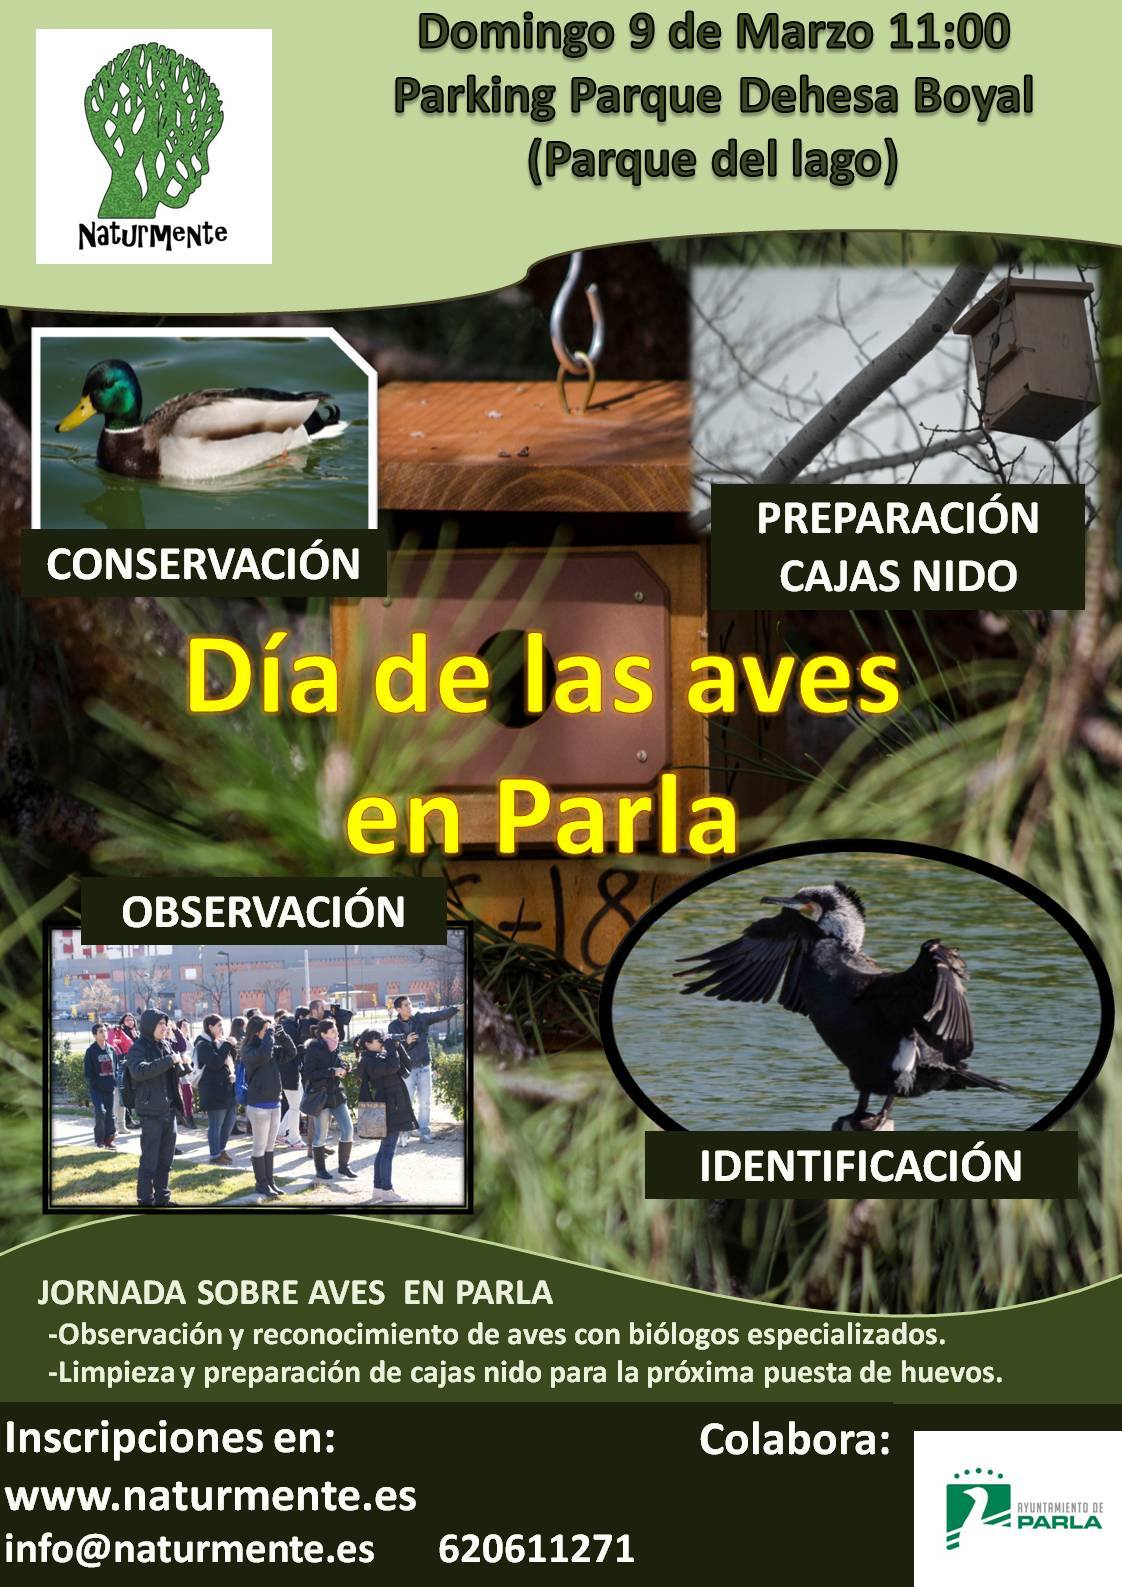 Domingo 9 de Marzo 11:00
Parking Parque Dehesa Boyal
(Parque del lago)
NaturMente
CONSERVACIÓN
PREPARACIÓN
CAJAS NIDO
Día de las aves
en Parla
-18
OBSERVACIÓN
IDENTIFICACIÓN
JORNADA SOBRE AVES EN PARLA
-Observación y reconocimiento de aves con biólogos especializados.
-Limpieza y preparación de cajas nido para la próxima puesta de huevos.
Inscripciones en:
www.naturmente.es
info@naturmente.es 620611271
Colabora:
AYUNTAMIENTO DE
PARLA